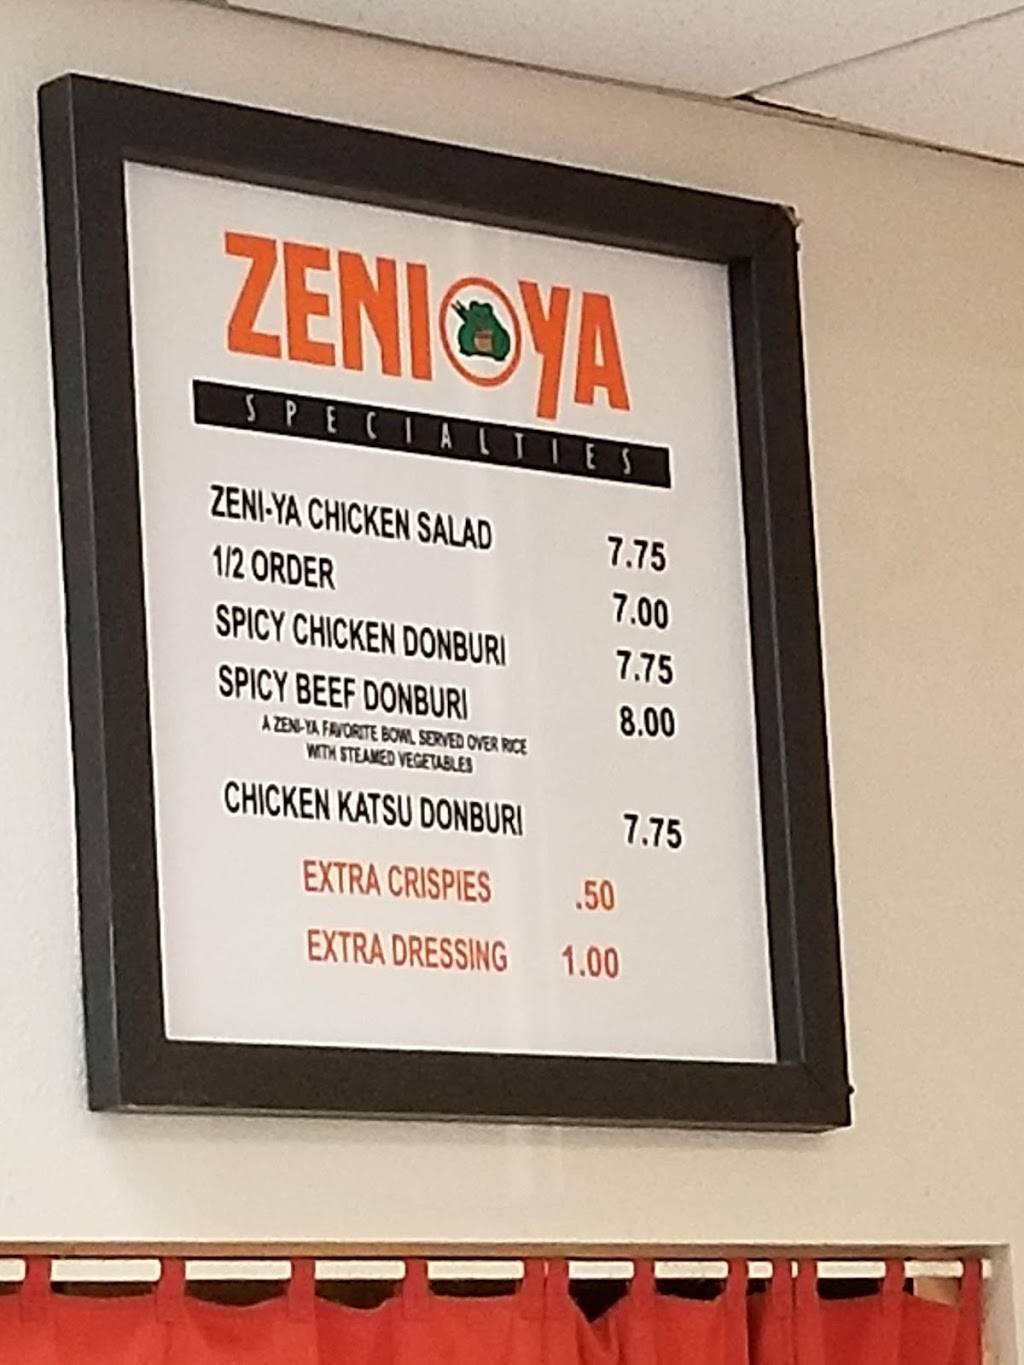 ZENI YA
SPECIALTIES
ZENI-YA CHICKEN SALAD 7.75
1/2 ORDER 7.00
SPICY CHICKEN DONBURI 7.75
SPICY BEEF DONBURI 8.00
A ZENI-YA FAVORITE BOWL SERVED OVER RICE
WITH STEAMED VEGETABLES
CHICKEN KATSU DONBURI 7.75
EXTRA CRISPIES .50
EXTRA DRESSING 1.00